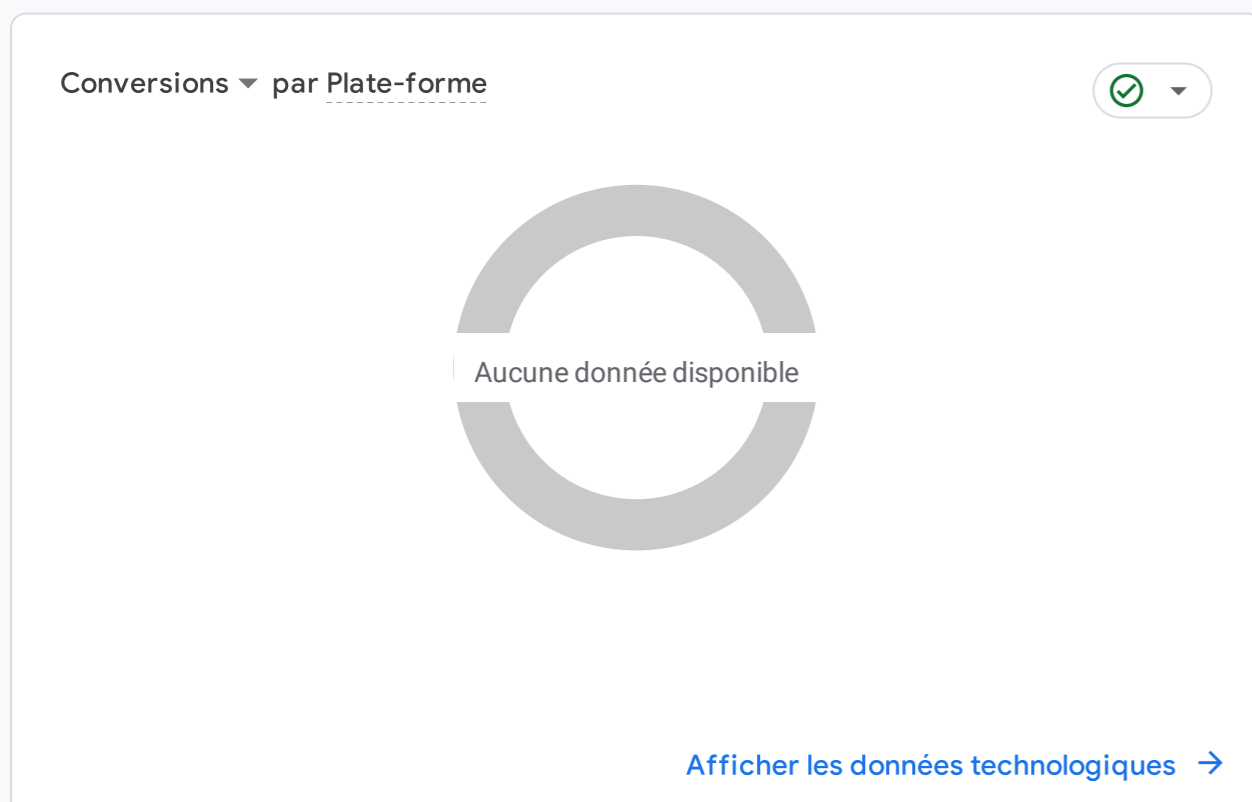 Conversions par Plate-forme
Aucune donnée disponible
Afficher les données technologiques